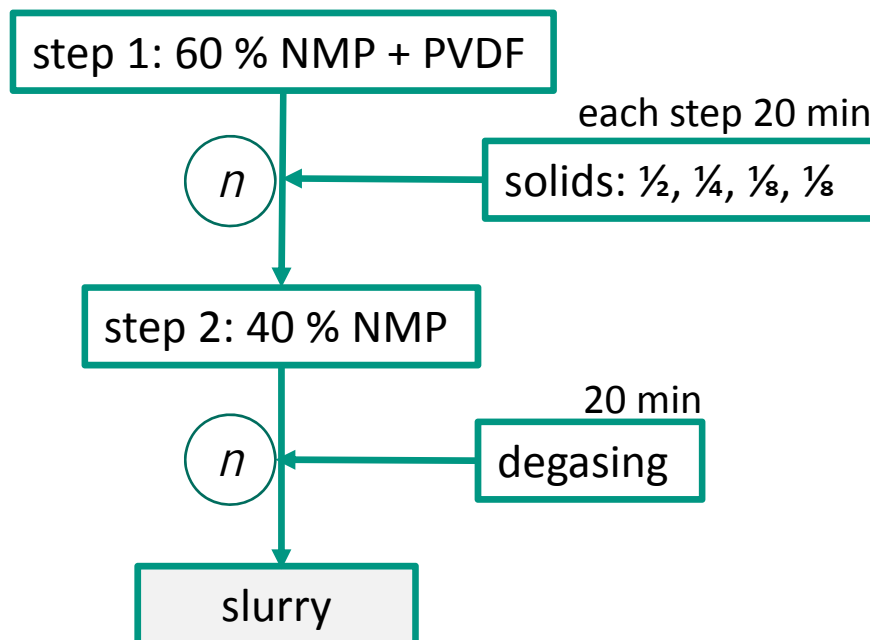 step 1: 60 % NMP + PVDF
each step 20 min
n
solids: ½, ¼, ⅛, ⅛
step 2: 40 % NMP
20 min
n
degasing
slurry